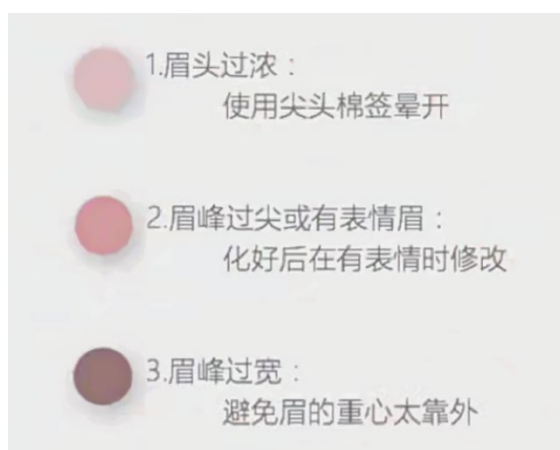 1.眉头过浓：
使用尖头棉签晕开
2.眉峰过尖或有表情眉：
化好后在有表情时修改
3.眉峰过宽：
避免眉的重心太靠外